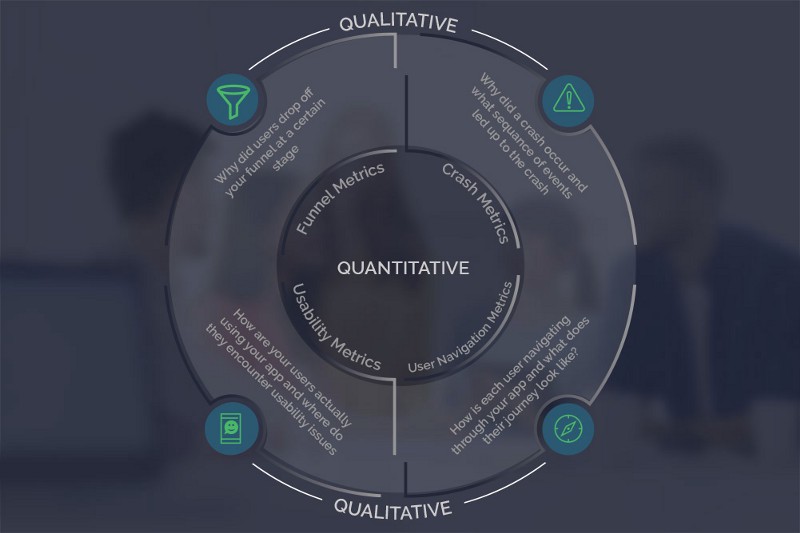 QUALITATIVE
Why did users drop off
your funnel at a certain
stage
Why did a crash occur and
what sequence of events
led up to the crash
Funnel Metrics
Crash Metrics
QUANTITATIVE
Usability Metrics
User Navigation Metrics
How are your users actually
using your app and where do
they encounter usability issues
How is each user navigating
through your app and what does
their journey look like?
QUALITATIVE